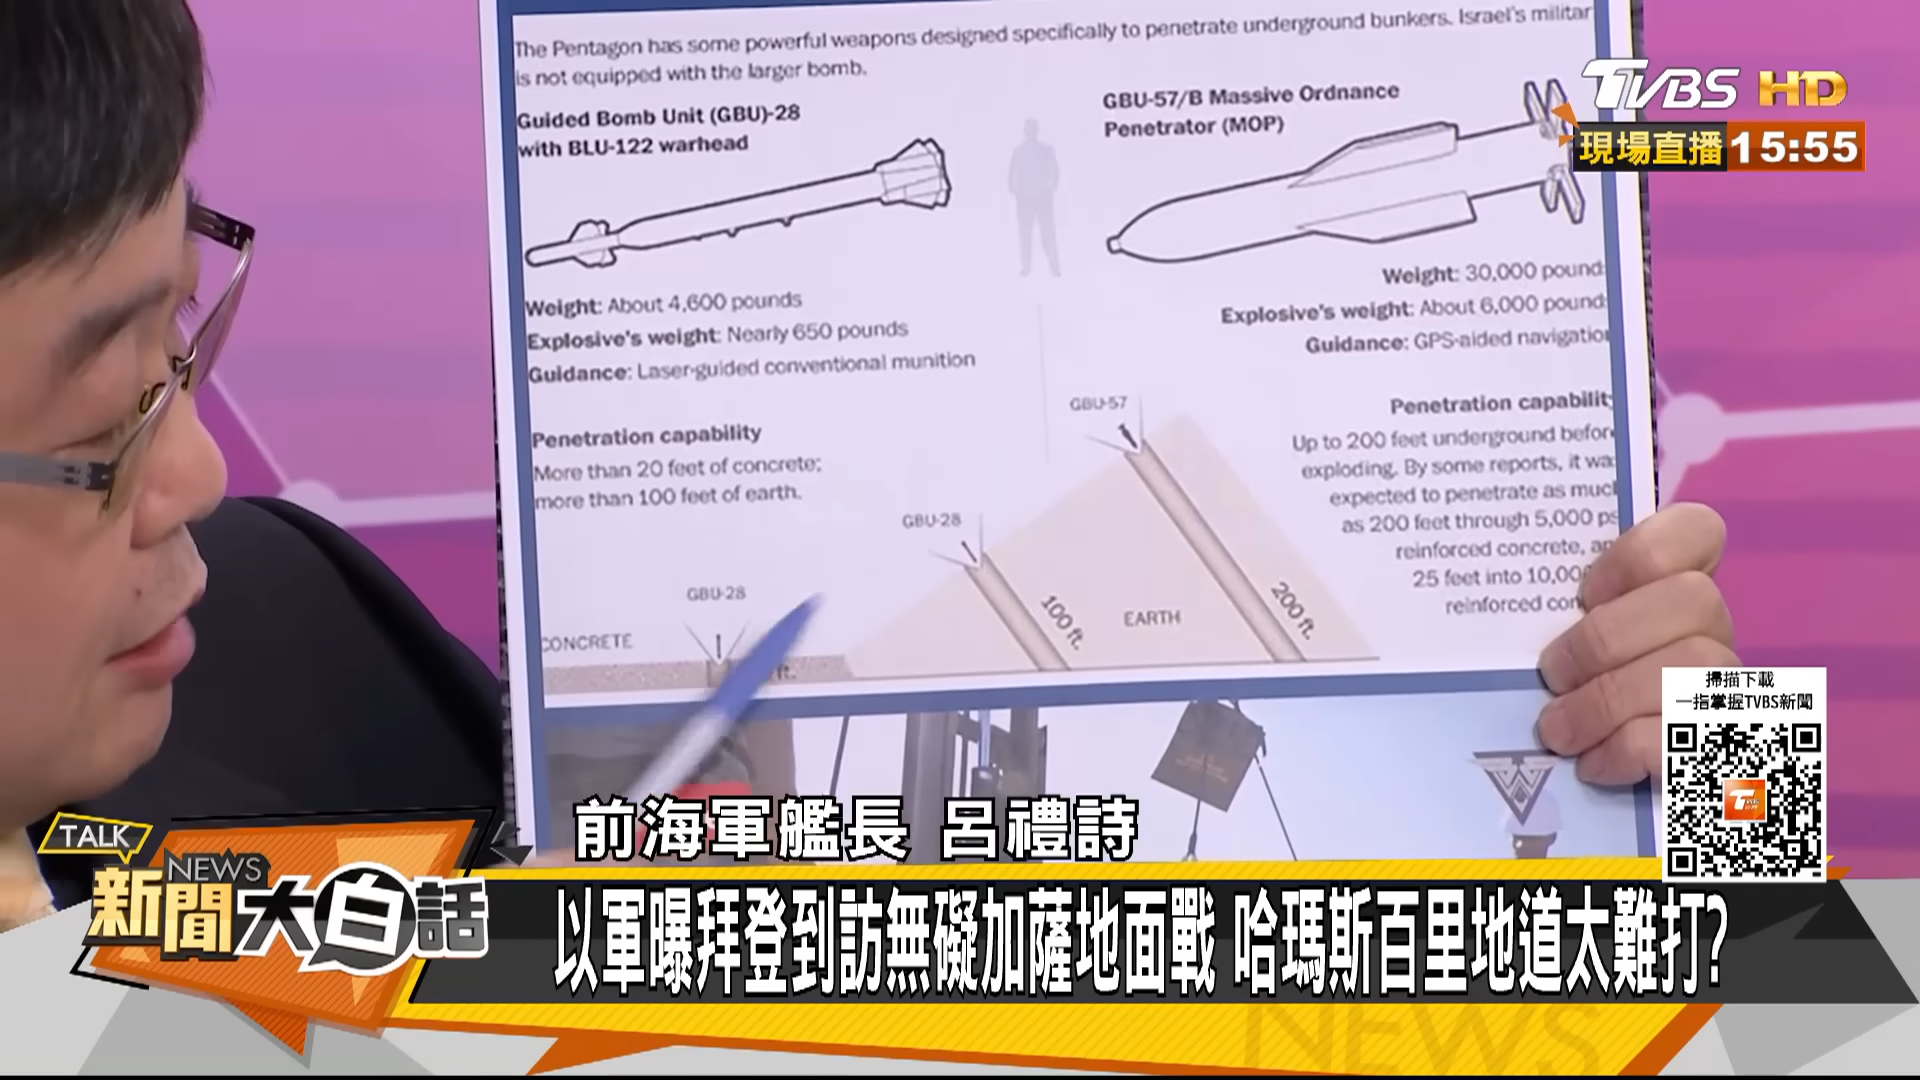 The Pentagon has some powerful weapons designed specifically to penetrate underground bunkers. Israel's militar
is not equipped with the larger bomb.
Guided Bomb Unit (GBU)-28
with BLU-122 warhead
Weight: About 4,600 pounds
Explosive's weight: Nearly 650 pounds
Guidance: Laser-guided conventional munition
Penetration capability
More than 20 feet of concrete;
more than 100 feet of earth.
GBU-57/B Massive Ordnance
Penetrator (MOP)
Weight: 30,000 pound
Explosive's weight: About 6,000 pound
Guidance: GPS-aided navigatio
Penetration capabilit
Up to 200 feet underground befor
exploding. By some reports, it wa
expected to penetrate as muc
as 200 feet through 5,000 ps
reinforced concrete, an
25 feet into 10,00
reinforced con
GBU-57
GBU-28
GBU-28
CONCRETE
ft.
100 ft.
EARTH
200 ft.
TVBS HD
現場直播 15:55
掃描下載
一指掌握TVBS新聞
前海軍艦長 呂禮詩
TALK
NEWS
新聞大白話
以軍曝拜登到訪無礙加薩地面戰 哈瑪斯百里地道太難打?
NEWS